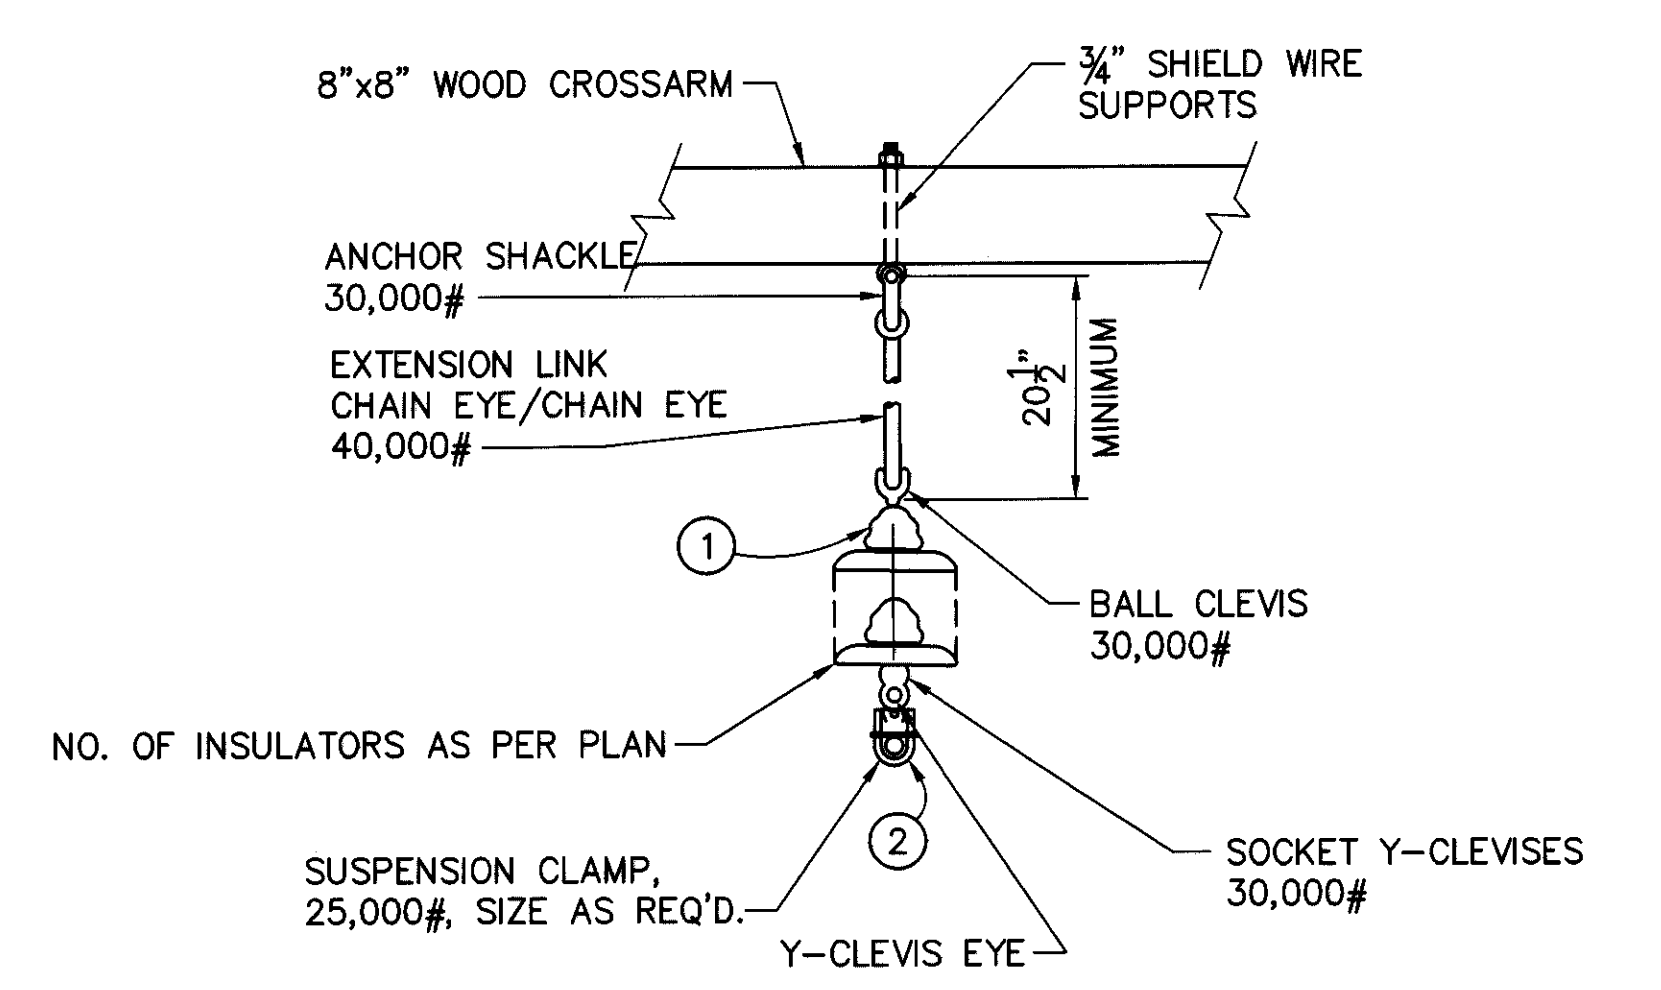 8"x8" WOOD CROSSARM
3/4" SHIELD WIRE
SUPPORTS
ANCHOR SHACKLE
30,000#
EXTENSION LINK
CHAIN EYE/CHAIN EYE
40,000#
20 1/2"
MINIMUM
1
BALL CLEVIS
30,000#
NO. OF INSULATORS AS PER PLAN
2
SUSPENSION CLAMP,
25,000#, SIZE AS REQ'D.
SOCKET Y-CLEVISES
30,000#
Y-CLEVIS EYE